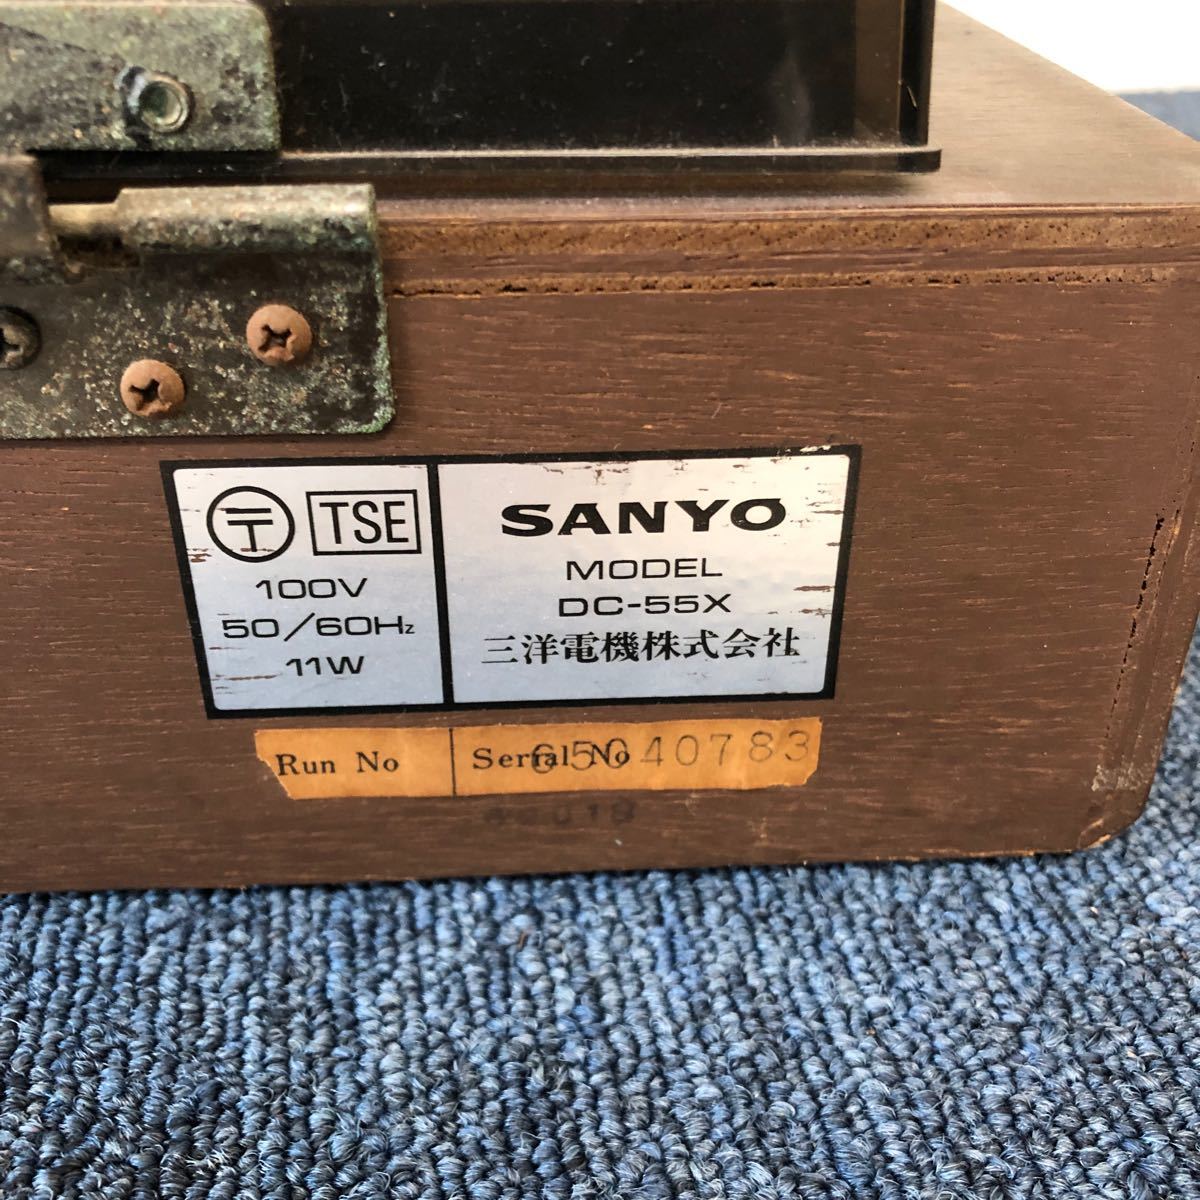 〒 TSE
100V
50/60Hz
11W
SANYO
MODEL
DC-55X
三洋電機株式会社
Run No
Serial No 65040783